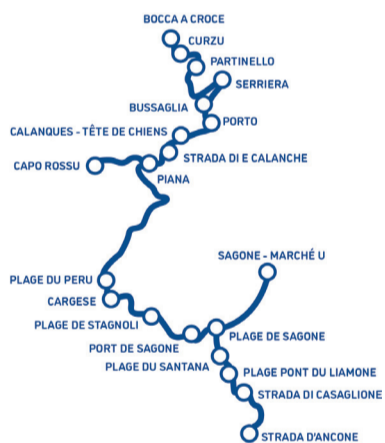 BOCCA A CROCE
CURZU
PARTINELLO
SERRIERA
BUSSAGLIA
PORTO
CALANQUES - TÊTE DE CHIENS
STRADA DI E CALANCHE
CAPO ROSSU
PIANA
SAGONE - MARCHÉ U
PLAGE DU PERU
CARGESE
PLAGE DE STAGNOLI
PLAGE DE SAGONE
PORT DE SAGONE
PLAGE DU SANTANA
PLAGE PONT DU LIAMONE
STRADA DI CASAGLIONE
STRADA D'ANCONE